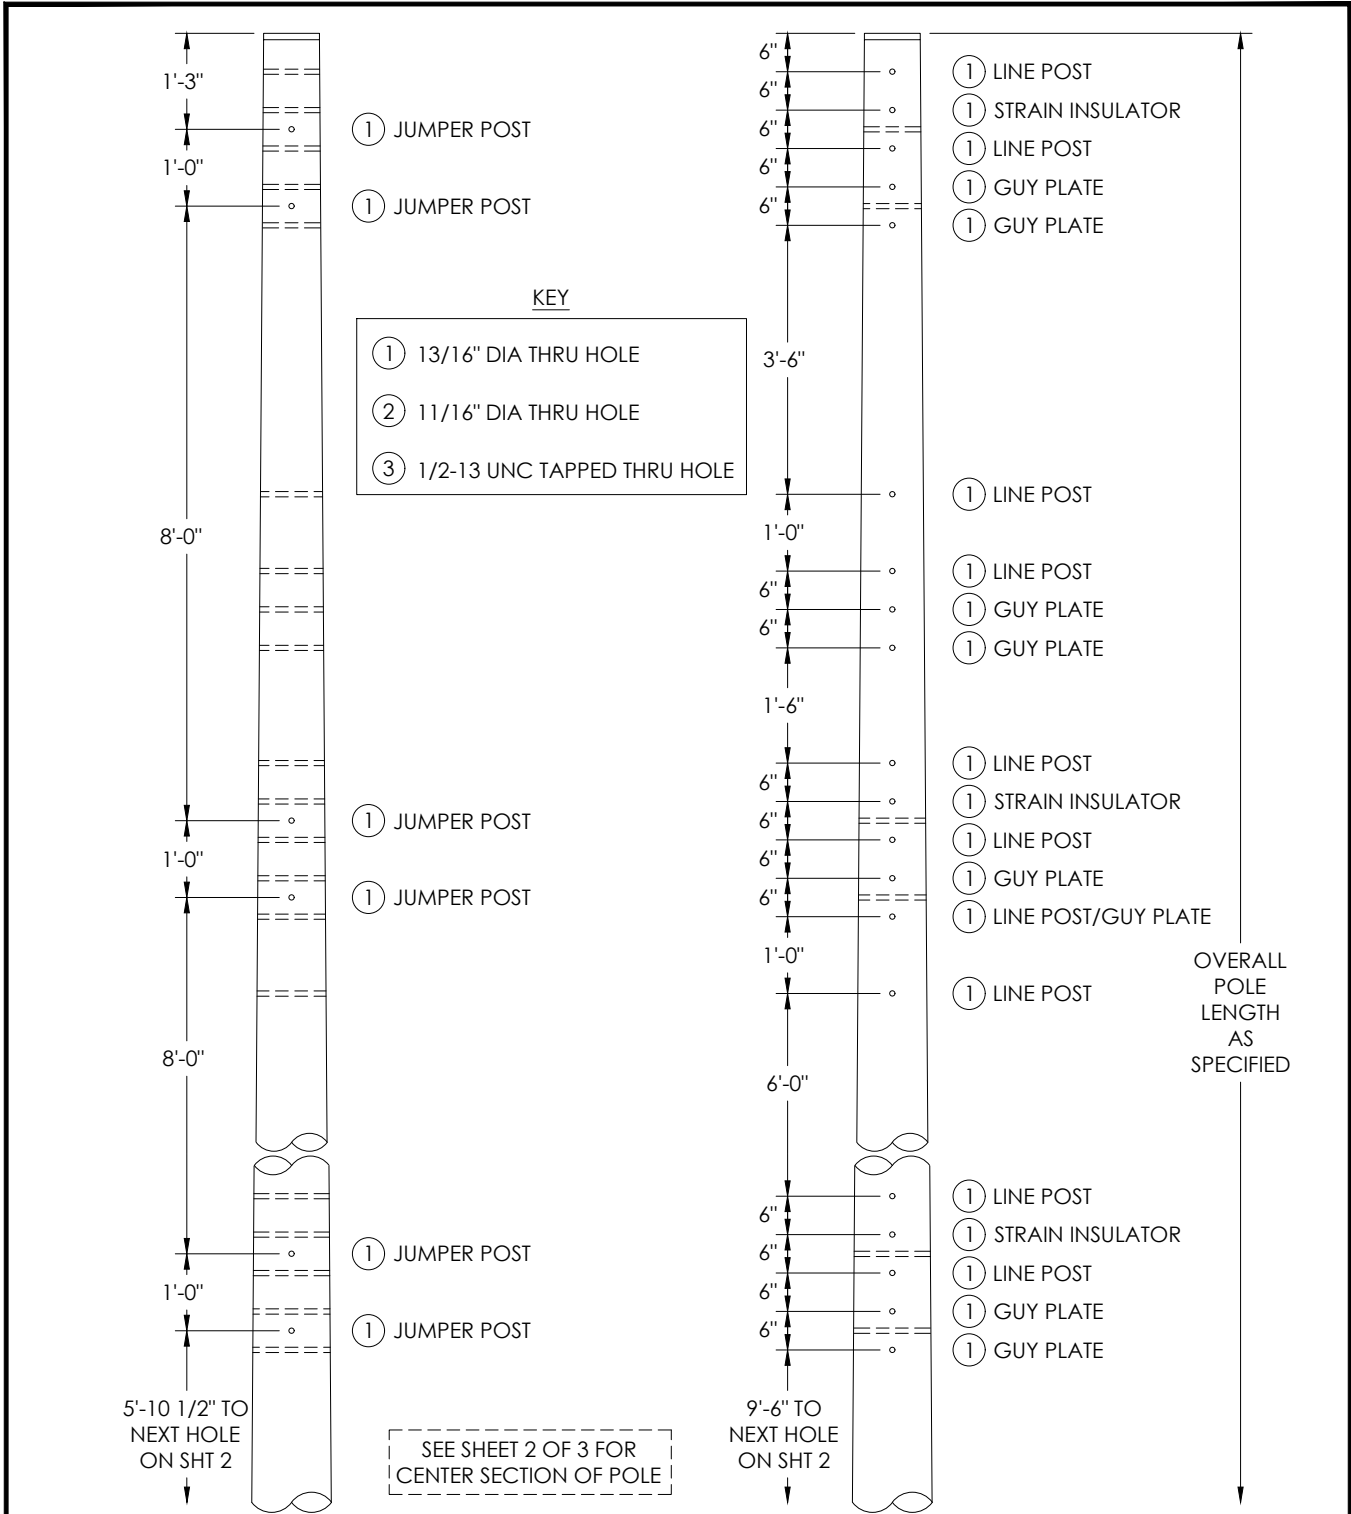 1'-3"
① JUMPER POST
1'-0"
① JUMPER POST
8'-0"
① JUMPER POST
1'-0"
① JUMPER POST
8'-0"
① JUMPER POST
1'-0"
① JUMPER POST
5'-10 1/2" TO
NEXT HOLE
ON SHT 2
KEY
① 13/16" DIA THRU HOLE
② 11/16" DIA THRU HOLE
③ 1/2-13 UNC TAPPED THRU HOLE
SEE SHEET 2 OF 3 FOR
CENTER SECTION OF POLE
6"
① LINE POST
6"
① STRAIN INSULATOR
6"
① LINE POST
6"
① GUY PLATE
6"
① GUY PLATE
3'-6"
① LINE POST
1'-0"
① LINE POST
6"
① GUY PLATE
6"
① GUY PLATE
1'-6"
① LINE POST
6"
① STRAIN INSULATOR
6"
① LINE POST
6"
① GUY PLATE
6"
① LINE POST/GUY PLATE
1'-0"
① LINE POST
6'-0"
① LINE POST
6"
① STRAIN INSULATOR
6"
① LINE POST
6"
① GUY PLATE
6"
① GUY PLATE
9'-6" TO
NEXT HOLE
ON SHT 2
OVERALL
POLE
LENGTH
AS
SPECIFIED